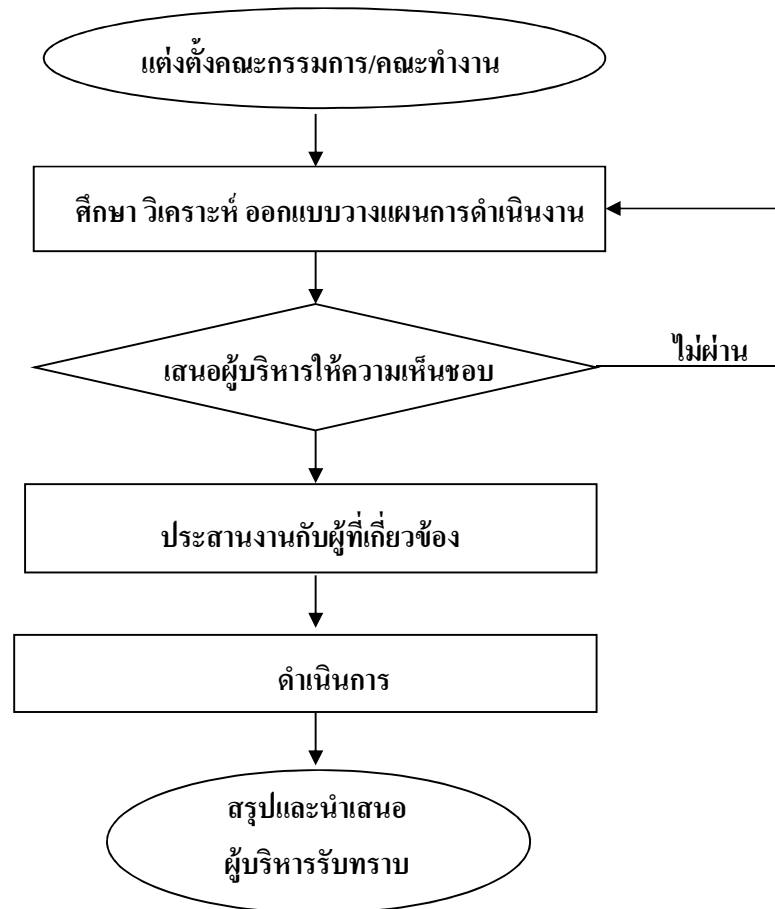 แต่งตั้งคณะกรรมการ/คณะทำงาน
ศึกษา วิเคราะห์ ออกแบบวางแผนการดำเนินงาน
เสนอผู้บริหารให้ความเห็นชอบ
ไม่ผ่าน
ประสานงานกับผู้ที่เกี่ยวข้อง
ดำเนินการ
สรุปและนำเสนอ
ผู้บริหารรับทราบ